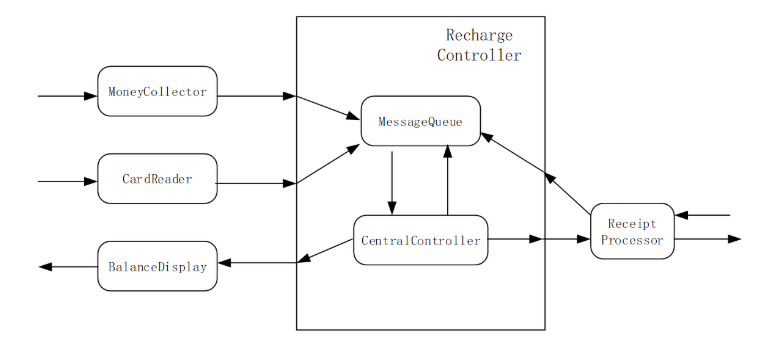 Recharge
Controller
MoneyCollector
MessageQueue
CardReader
CentralController
Receipt
Processor
BalanceDisplay